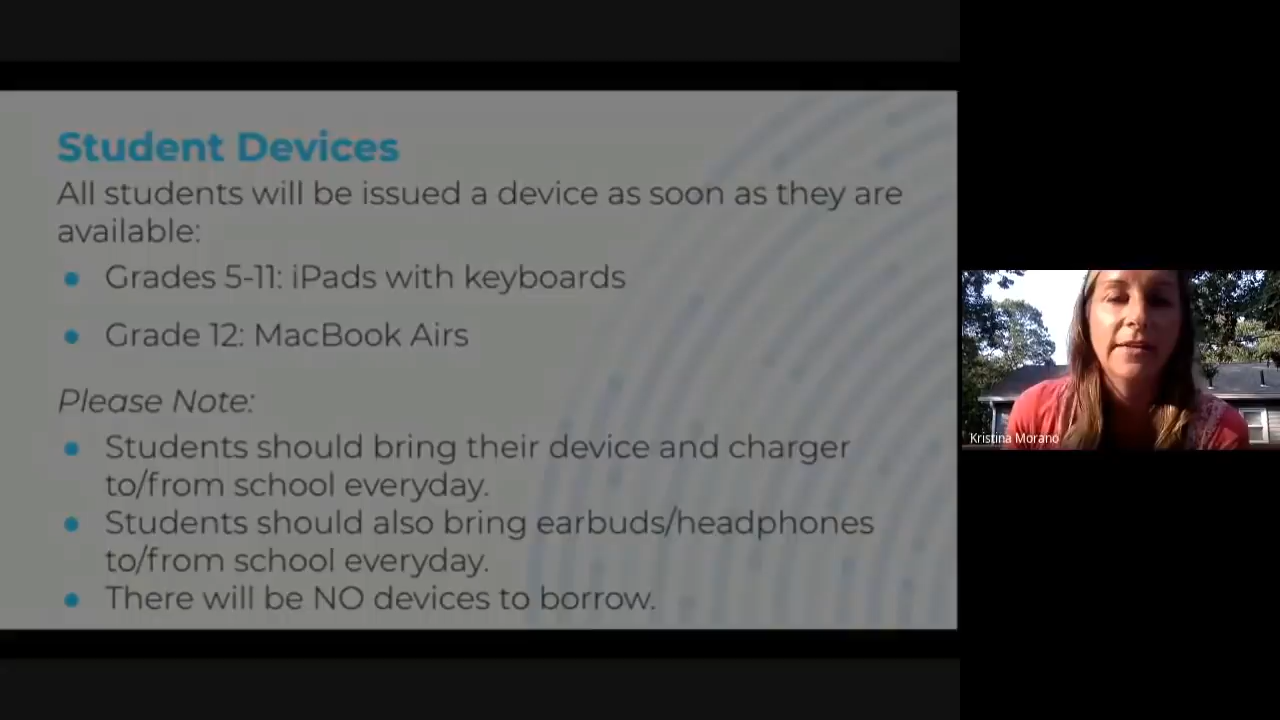 Student Devices
All students will be issued a device as soon as they are
available:
Grades 5-11: iPads with keyboards
Grade 12: MacBook Airs
Please Note:
Students should bring their device and charger
to/from school everyday.
Students should also bring earbuds/headphones
to/from school everyday.
There will be NO devices to borrow.
Kristina Morano